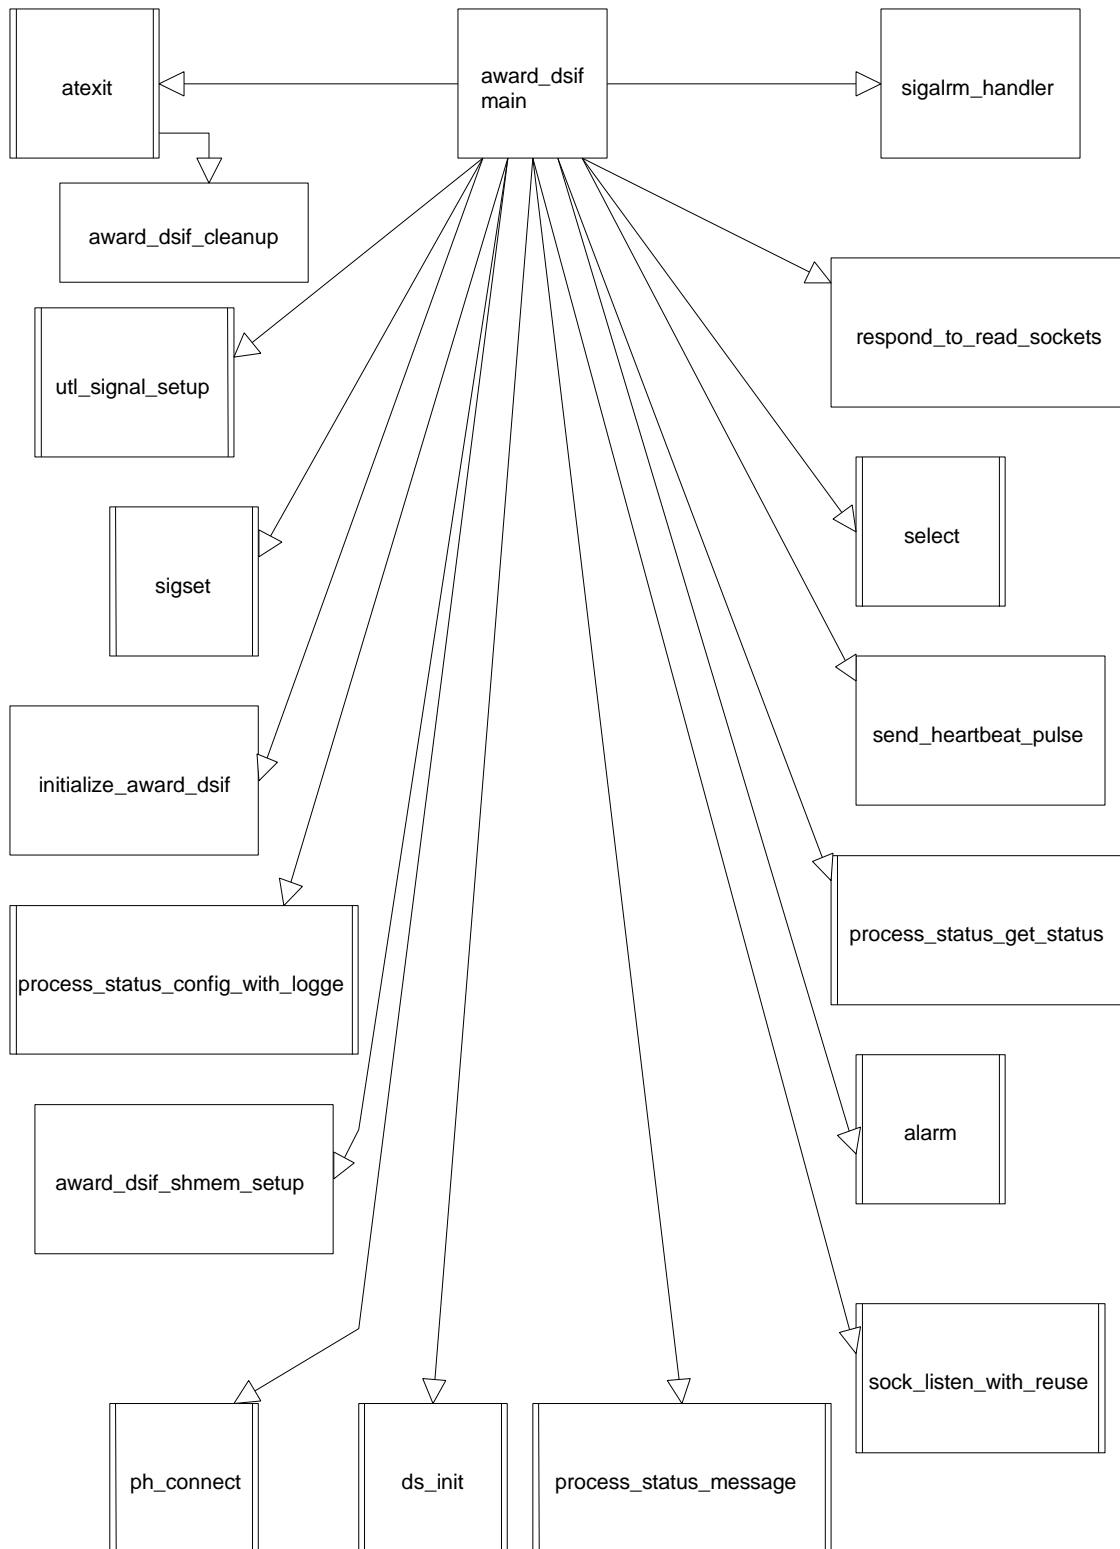 atexit
award_dsif
main
sigalrm_handler
award_dsif_cleanup
respond_to_read_sockets
utl_signal_setup
select
sigset
send_heartbeat_pulse
initialize_award_dsif
process_status_get_status
process_status_config_with_logge
alarm
award_dsif_shmem_setup
sock_listen_with_reuse
ph_connect
ds_init
process_status_message